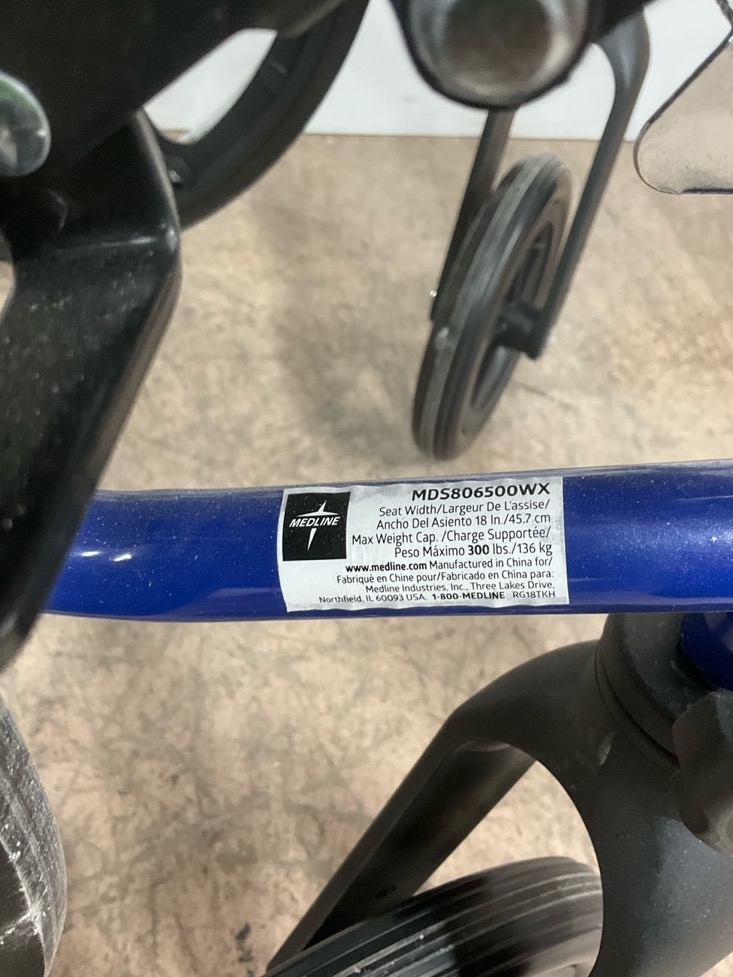 MEDLINE
MDS806500WX
Seat Width/Largeur De L'assise/
Ancho Del Asiento 18 In./45.7 cm
Max Weight Cap. /Charge Supportée/
Peso Máximo 300 lbs./136 kg
www.medline.com Manufactured in China for/
Fabriqué en Chine pour/Fabricado en China para:
Medline Industries, Inc., Three Lakes Drive,
Northfield, IL 60093 USA. 1-800-MEDLINE RG18TKH